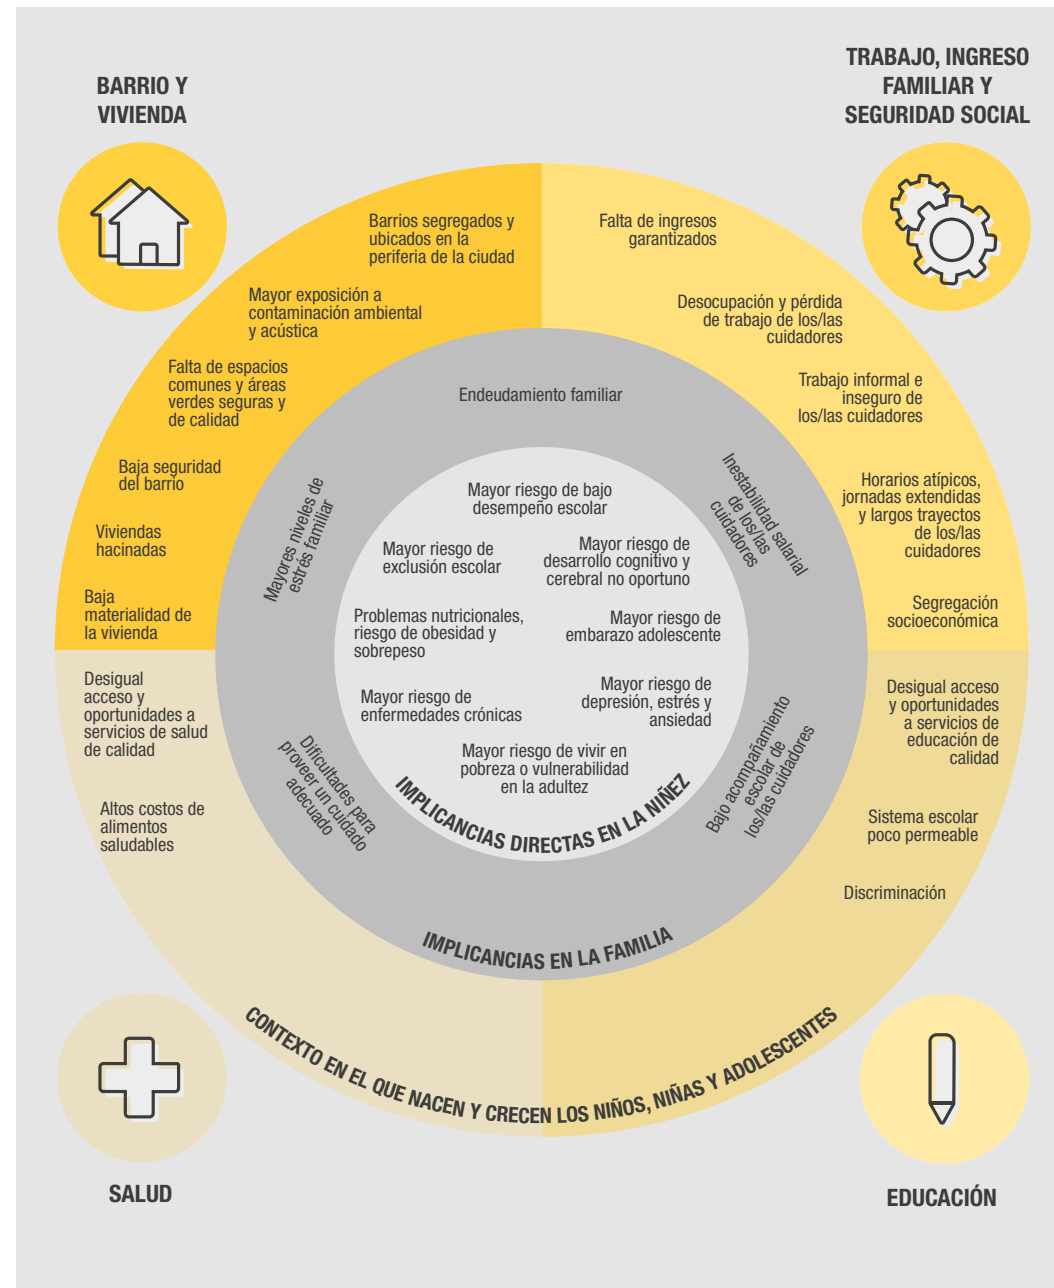 BARRIO Y
VIVIENDA
TRABAJO, INGRESO
FAMILIAR Y
SEGURIDAD SOCIAL
Barrios segregados y
ubicados en la
periferia de la ciudad
Mayor exposición a
contaminación ambiental
y acústica
Falta de espacios
comunes y áreas
verdes seguras y
de calidad
Baja seguridad
del barrio
Viviendas
hacinadas
Baja
materialidad de
la vivienda
Falta de ingresos
garantizados
Desocupación y pérdida
de trabajo de los/las
cuidadores
Trabajo informal e
inseguro de
los/las cuidadores
Horarios atípicos,
jornadas extendidas
y largos trayectos
de los/las
cuidadores
Segregación
socioeconómica
Endeudamiento familiar
Mayores niveles de
estrés familiar
Inestabilidad salarial
de los/las
cuidadores
Mayor riesgo de bajo
desempeño escolar
Mayor riesgo de
exclusión escolar
Mayor riesgo de
desarrollo cognitivo y
cerebral no oportuno
Problemas nutricionales,
riesgo de obesidad y
sobrepeso
Mayor riesgo de
embarazo adolescente
Mayor riesgo de
enfermedades crónicas
Mayor riesgo de
depresión, estrés y
ansiedad
Mayor riesgo de vivir en
pobreza o vulnerabilidad
en la adultez
IMPLICANCIAS DIRECTAS EN LA NIÑEZ
Dificultades para
proveer un cuidado
adecuado
Bajo acompañamiento
escolar de
los/las cuidadores
IMPLICANCIAS EN LA FAMILIA
Desigual
acceso y
oportunidades a
servicios de salud
de calidad
Altos costos de
alimentos
saludables
Desigual acceso
y oportunidades
a servicios de
educación de
calidad
Sistema escolar
poco permeable
Discriminación
CONTEXTO EN EL QUE NACEN Y CRECEN LOS NIÑOS, NIÑAS Y ADOLESCENTES
SALUD
EDUCACIÓN